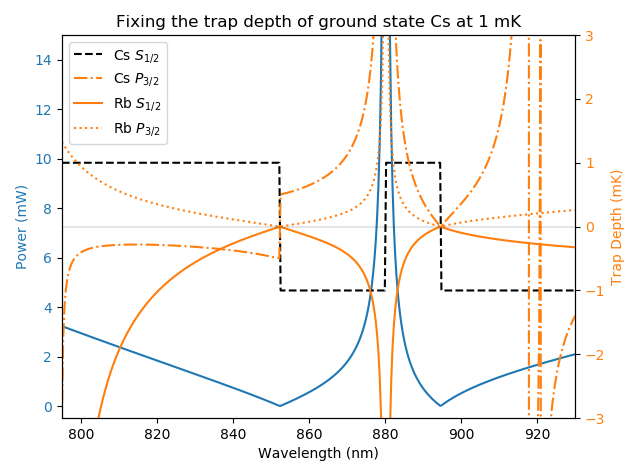 Fixing the trap depth of ground state Cs at 1 mK
Cs S1/2
Cs P3/2
Rb S1/2
Rb P3/2
Power (mW)
14
12
10
8
6
4
2
0
800
820
840
860
880
900
920
Wavelength (nm)
3
2
1
0
−1
−2
−3
Trap Depth (mK)